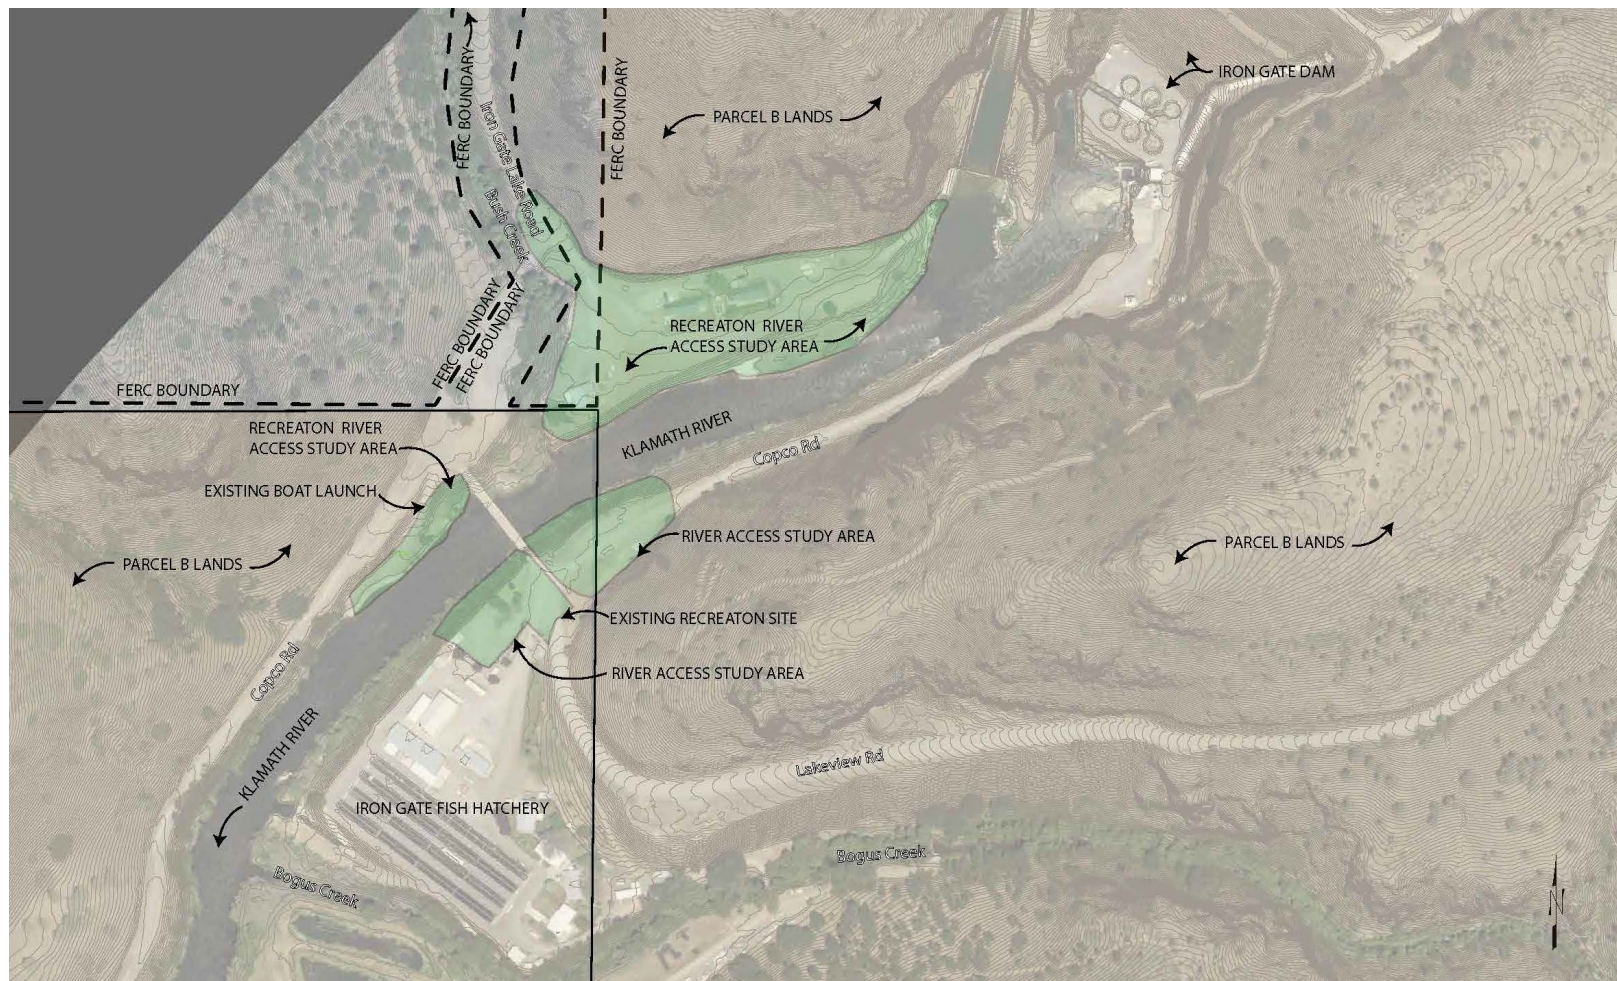 FERC BOUNDARY
IRON GATE DAM
FERC BOUNDARY
PARCEL B LANDS
Iron Gate Lake Road
Bush Creek
RECREATON RIVER
ACCESS STUDY AREA
FERC BOUNDARY
FERC BOUNDARY
FERC BOUNDARY
RECREATON RIVER
ACCESS STUDY AREA
KLAMATH RIVER
Copco Rd
EXISTING BOAT LAUNCH
RIVER ACCESS STUDY AREA
PARCEL B LANDS
PARCEL B LANDS
EXISTING RECREATON SITE
RIVER ACCESS STUDY AREA
Copco Rd
KLAMATH RIVER
Lakeview Rd
IRON GATE FISH HATCHERY
Bogus Creek
Bogus Creek
N